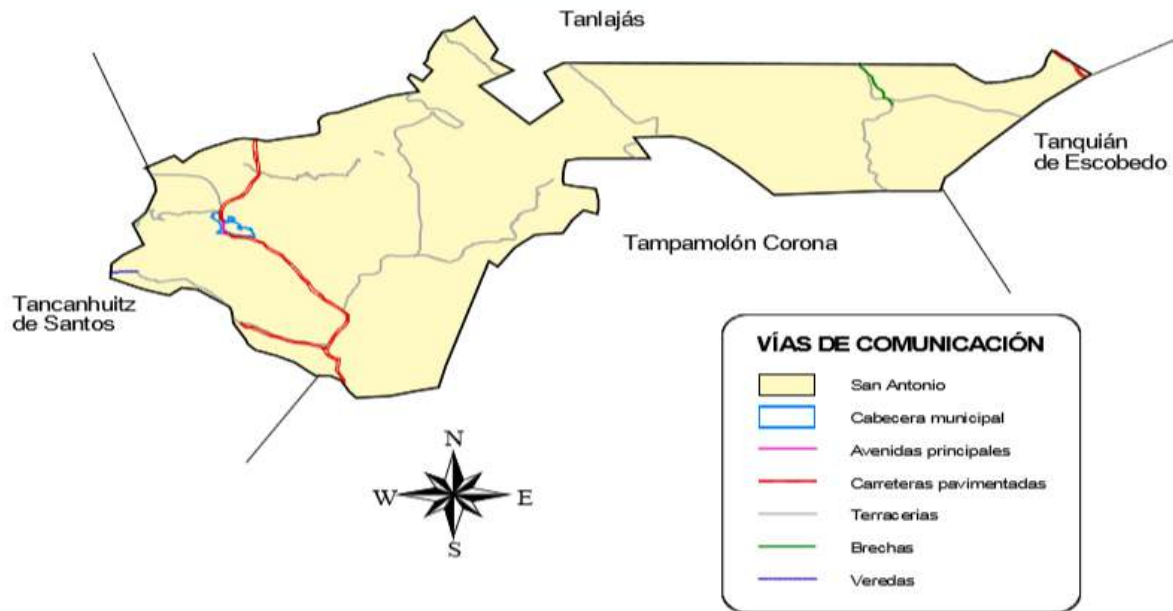 Tanlajás
Tanquián
de Escobedo
Tampamolón Corona
Tancanhuitz
de Santos
VÍAS DE COMUNICACIÓN
San Antonio
Cabecera municipal
Avenidas principales
Carreteras pavimentadas
Terracerias
Brechas
Veredas
N
W
E
S